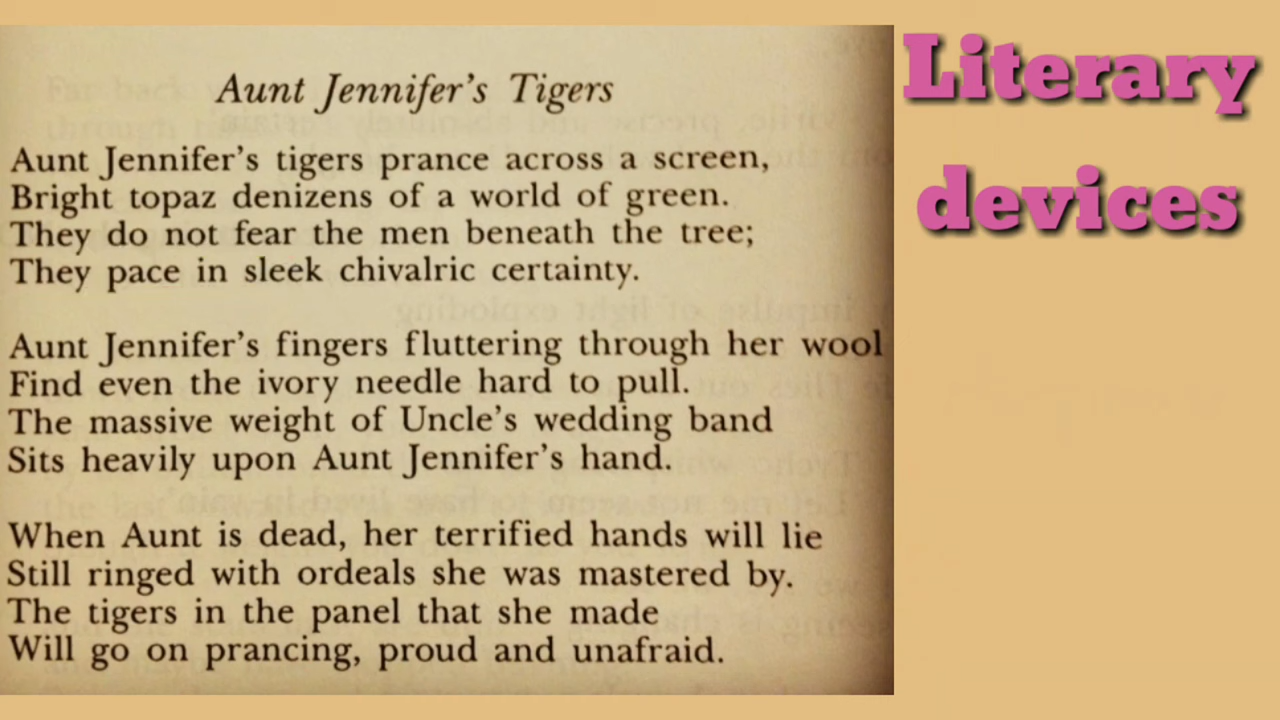 Aunt Jennifer's Tigers
Aunt Jennifer's tigers prance across a screen,
Bright topaz denizens of a world of green.
They do not fear the men beneath the tree;
They pace in sleek chivalric certainty.
Aunt Jennifer's fingers fluttering through her wool
Find even the ivory needle hard to pull.
The massive weight of Uncle's wedding band
Sits heavily upon Aunt Jennifer's hand.
When Aunt is dead, her terrified hands will lie
Still ringed with ordeals she was mastered by.
The tigers in the panel that she made
Will go on prancing, proud and unafraid.
Literary
devices